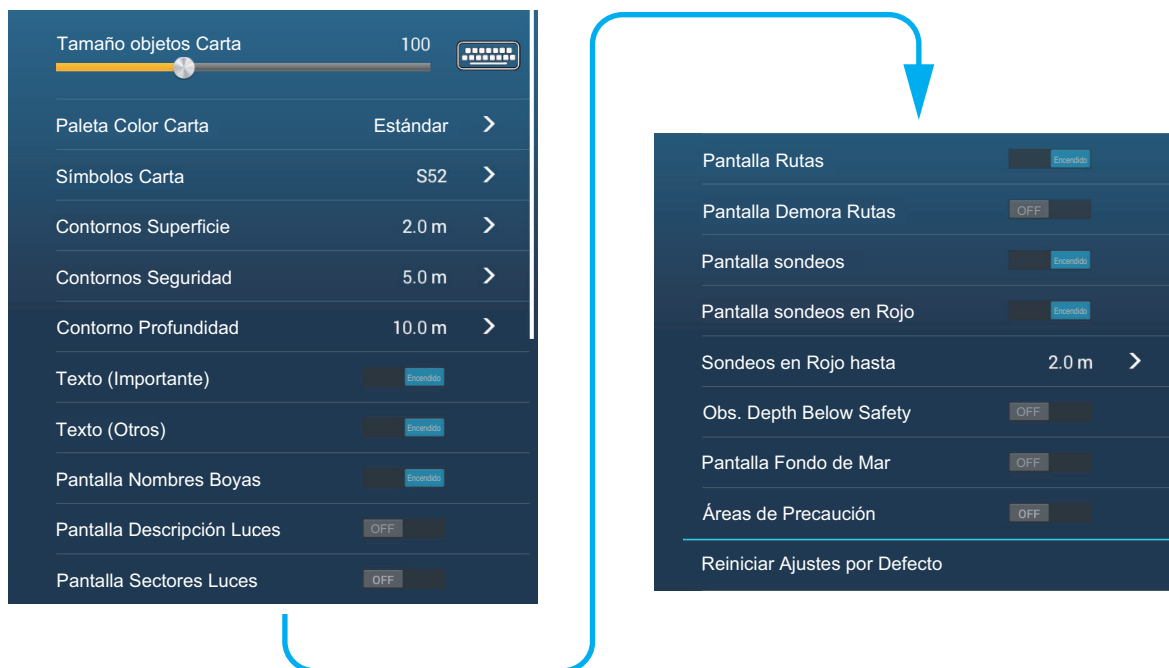 Tamaño objetos Carta 100
Paleta Color Carta Estándar
Símbolos Carta S52
Contornos Superficie 2.0 m
Contornos Seguridad 5.0 m
Contorno Profundidad 10.0 m
Texto (Importante) Encendido
Texto (Otros) Encendido
Pantalla Nombres Boyas Encendido
Pantalla Descripción Luces OFF
Pantalla Sectores Luces OFF
Pantalla Rutas Encendido
Pantalla Demora Rutas OFF
Pantalla sondeos Encendido
Pantalla sondeos en Rojo Encendido
Sondeos en Rojo hasta 2.0 m
Obs. Depth Below Safety OFF
Pantalla Fondo de Mar OFF
Áreas de Precaución OFF
Reiniciar Ajustes por Defecto